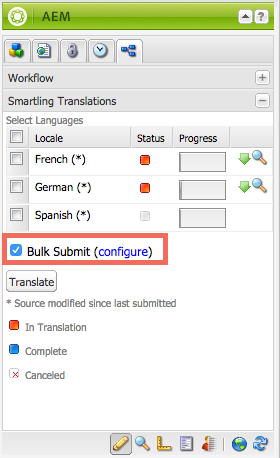 AEM
Workflow
Smartling Translations
Select Languages
Locale Status Progress
French (*)
German (*)
Spanish (*)
Bulk Submit (configure)
Translate
* Source modified since last submitted
In Translation
Complete
Canceled